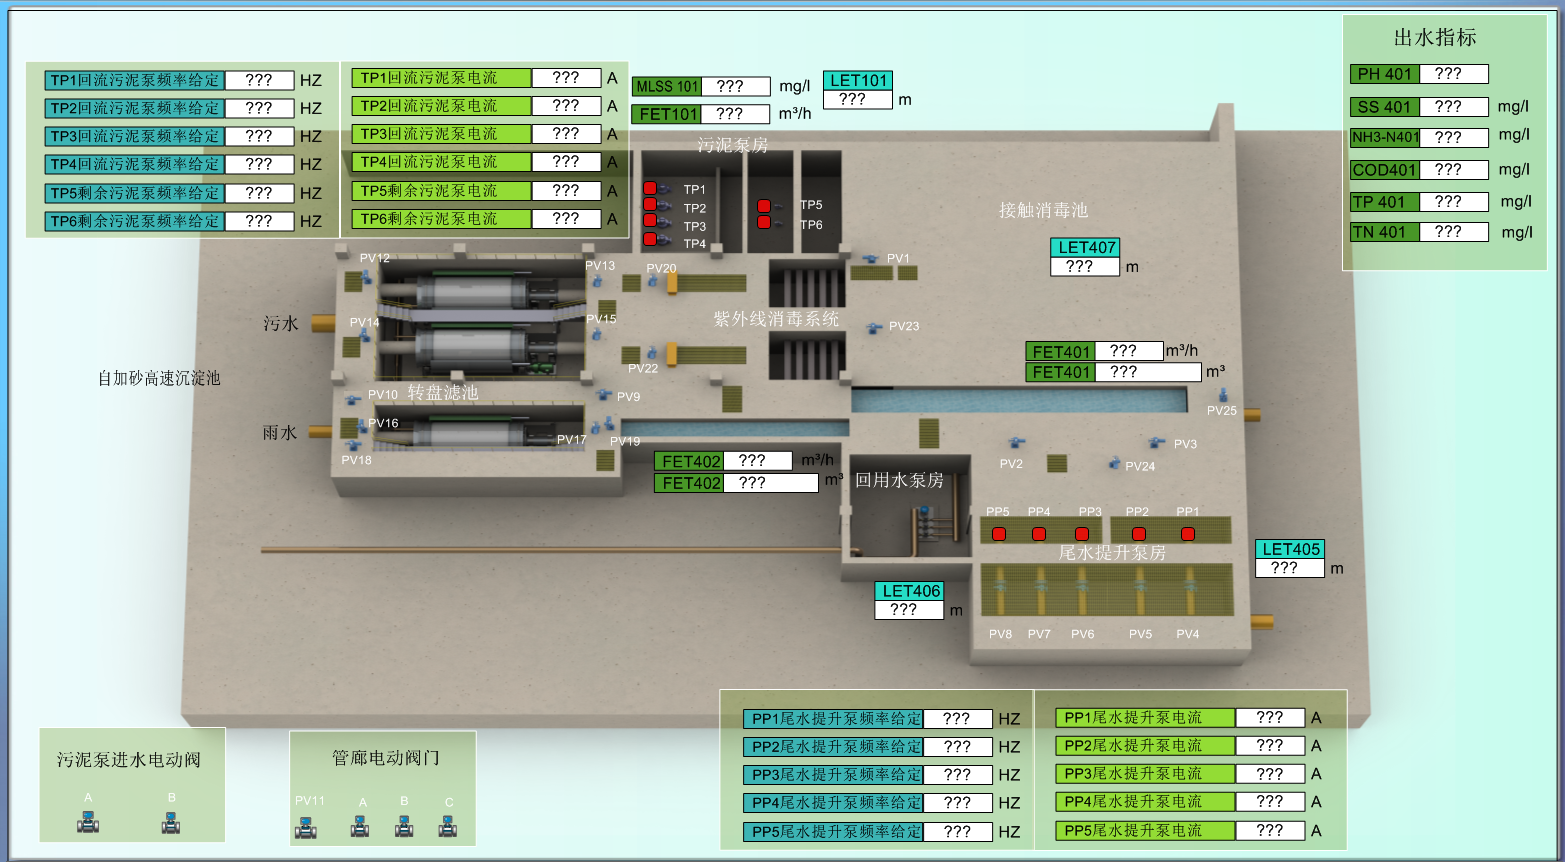 出水指标
PH 401 ???
SS 401 ??? mg/l
NH3-N401 ??? mg/l
COD401 ??? mg/l
TP 401 ??? mg/l
TN 401 ??? mg/l
TP1回流污泥泵频率给定 ??? HZ
TP2回流污泥泵频率给定 ??? HZ
TP3回流污泥泵频率给定 ??? HZ
TP4回流污泥泵频率给定 ??? HZ
TP5剩余污泥泵频率给定 ??? HZ
TP6剩余污泥泵频率给定 ??? HZ
TP1回流污泥泵电流 ??? A
TP2回流污泥泵电流 ??? A
TP3回流污泥泵电流 ??? A
TP4回流污泥泵电流 ??? A
TP5剩余污泥泵电流 ??? A
TP6剩余污泥泵电流 ??? A
MLSS 101 ??? mg/l
FET101 ??? m³/h
LET101
??? m
污泥泵房
TP1
TP2
TP3
TP4
TP5
TP6
接触消毒池
LET407
??? m
PV12
PV13
PV20
PV1
污水
PV14
PV15
紫外线消毒系统
PV23
自加砂高速沉淀池
PV22
FET401 ??? m³/h
FET401 ??? m³
转盘滤池
PV10
PV9
PV25
雨水
PV16
PV17
PV19
PV18
PV2
PV3
PV24
FET402 ??? m³/h
FET402 ??? m³
回用水泵房
PP5
PP4
PP3
PP2
PP1
尾水提升泵房
LET405
??? m
LET406
??? m
PV8
PV7
PV6
PV5
PV4
污泥泵进水电动阀
A
B
管廊电动阀门
PV11
A
B
C
PP1尾水提升泵频率给定 ??? HZ
PP2尾水提升泵频率给定 ??? HZ
PP3尾水提升泵频率给定 ??? HZ
PP4尾水提升泵频率给定 ??? HZ
PP5尾水提升泵频率给定 ??? HZ
PP1尾水提升泵电流 ??? A
PP2尾水提升泵电流 ??? A
PP3尾水提升泵电流 ??? A
PP4尾水提升泵电流 ??? A
PP5尾水提升泵电流 ??? A